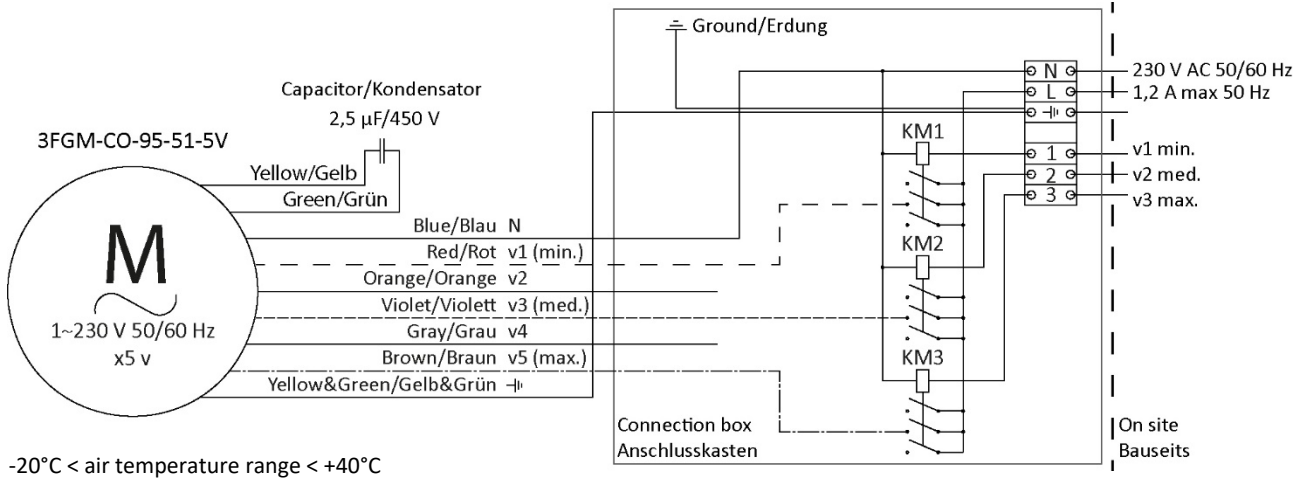 Ground/Erdung
N
230 V AC 50/60 Hz
L
1,2 A max 50 Hz
Capacitor/Kondensator
2,5 µF/450 V
3FGM-CO-95-51-5V
KM1
1
v1 min.
2
v2 med.
3
v3 max.
Yellow/Gelb
Green/Grün
Blue/Blau N
Red/Rot v1 (min.)
KM2
Orange/Orange v2
Violet/Violett v3 (med.)
M
1~230 V 50/60 Hz
x5 v
Gray/Grau v4
Brown/Braun v5 (max.)
KM3
Yellow&Green/Gelb&Grün
Connection box
Anschlusskasten
On site
Bauseits
-20°C < air temperature range < +40°C